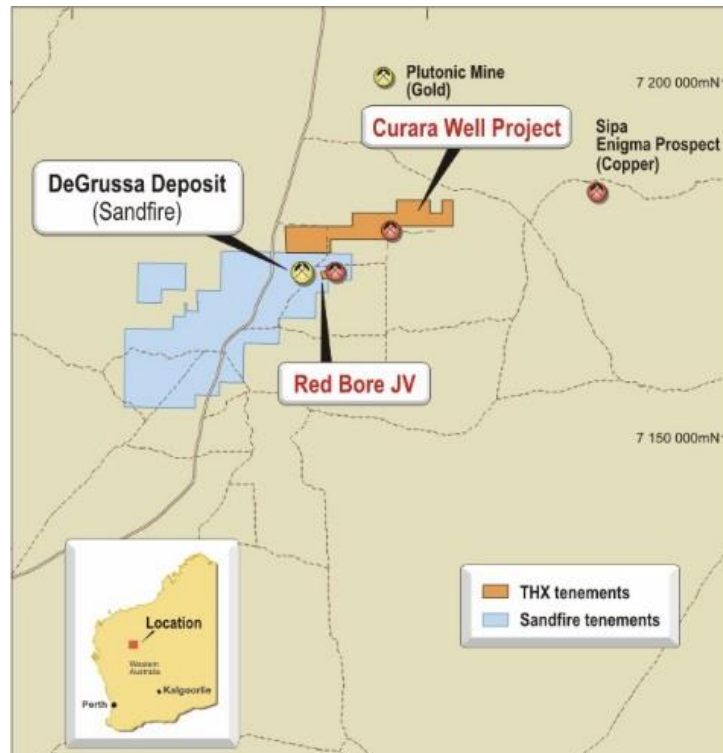 Plutonic Mine
(Gold)
7 200 000mN
Curara Well Project
Sipa
Enigma Prospect
(Copper)
DeGrussa Deposit
(Sandfire)
Red Bore JV
7 150 000mN
Location
Western
Australia
Kalgoorlie
Perth
THX tenements
Sandfire tenements